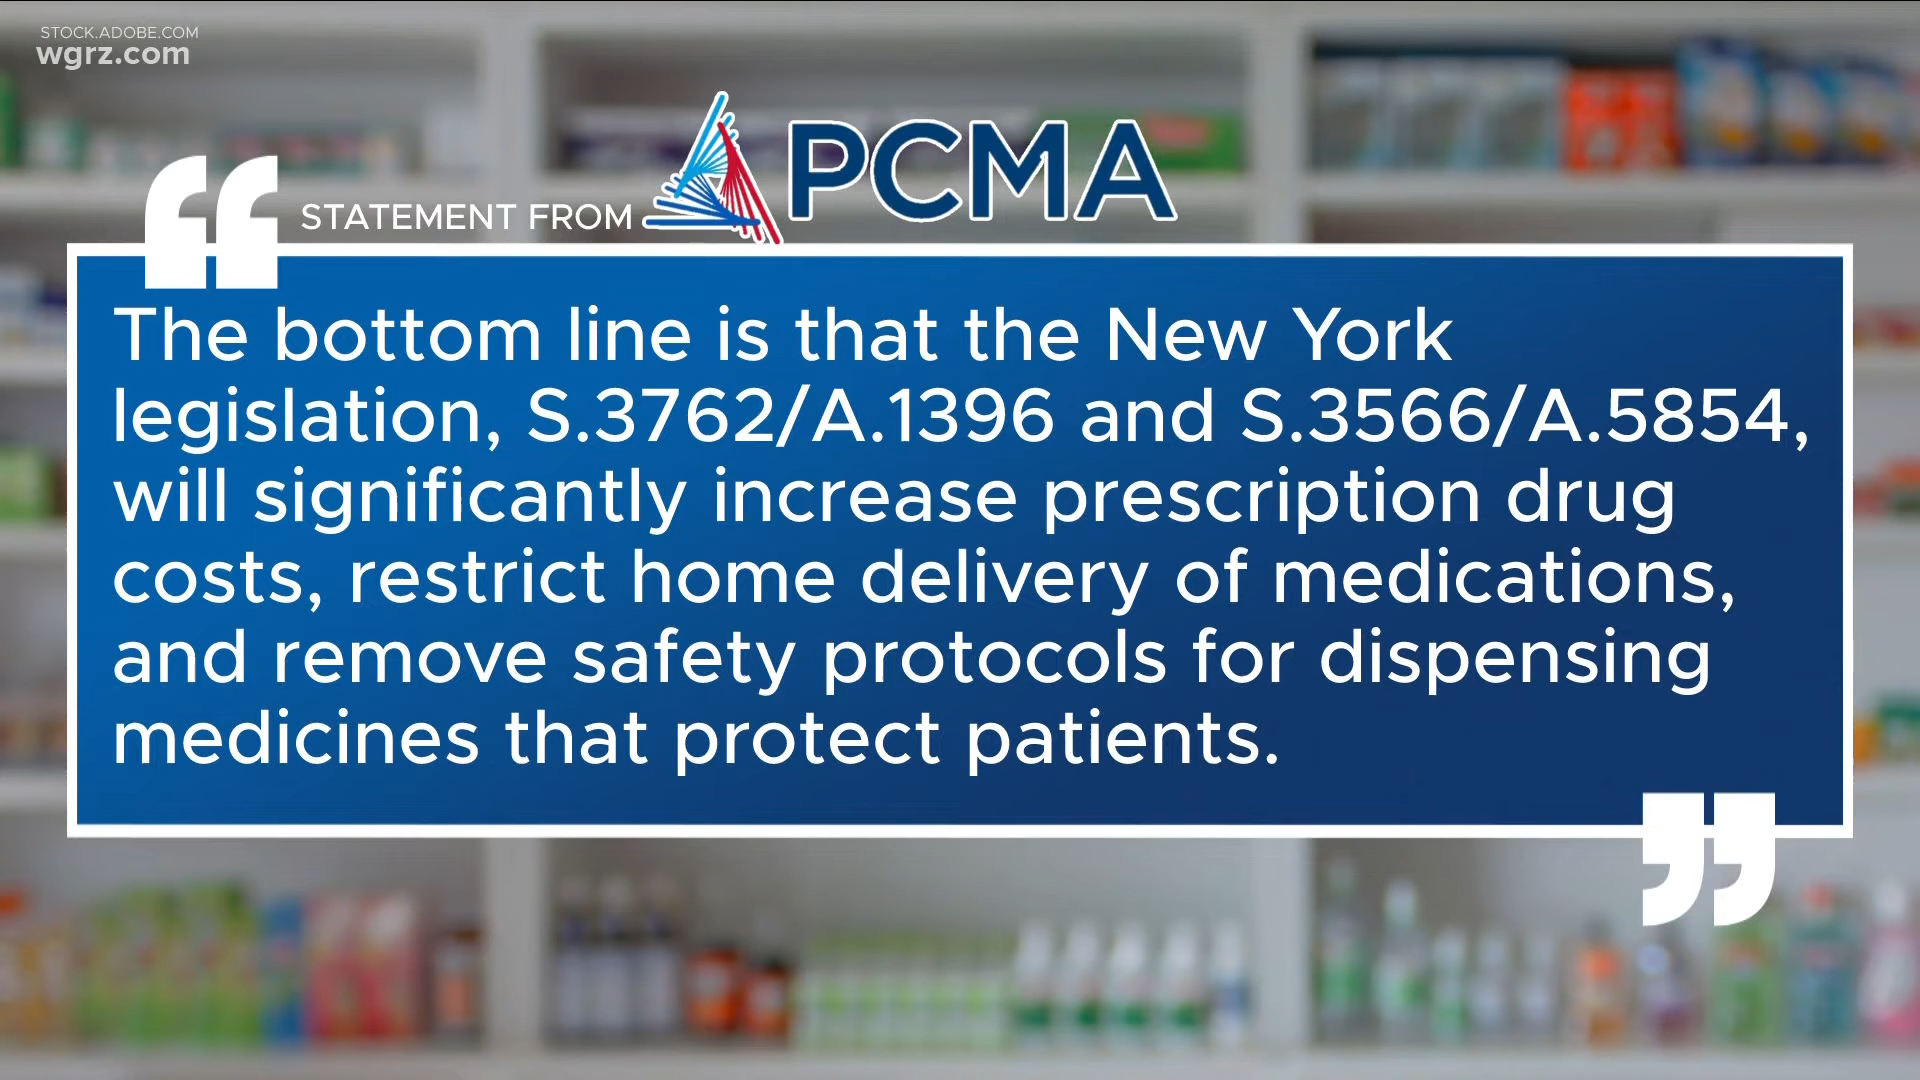 STOCK.ADOBE.COM
wgrz.com
STATEMENT FROM PCMA
The bottom line is that the New York
legislation, S.3762/A.1396 and S.3566/A.5854,
will significantly increase prescription drug
costs, restrict home delivery of medications,
and remove safety protocols for dispensing
medicines that protect patients.